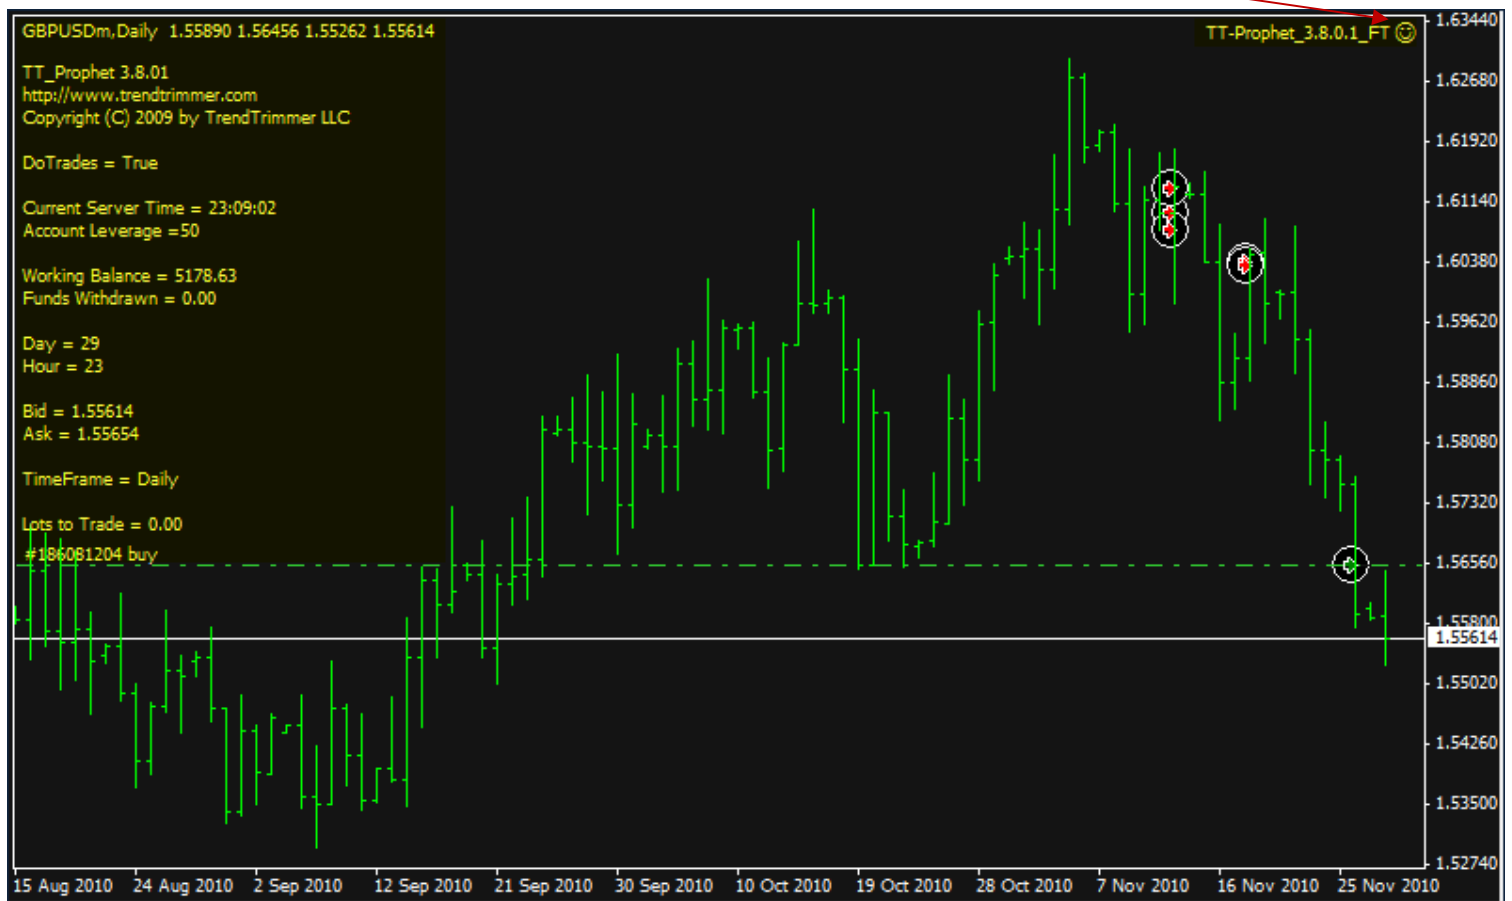 GBPUSDm,Daily 1.55890 1.56456 1.55262 1.55614
TT-Prophet_3.8.0.1_FT
TT_Prophet 3.8.01
http://www.trendtrimmer.com
Copyright (C) 2009 by TrendTrimmer LLC
DoTrades = True
Current Server Time = 23:09:02
Account Leverage =50
Working Balance = 5178.63
Funds Withdrawn = 0.00
Day = 29
Hour = 23
Bid = 1.55614
Ask = 1.55654
TimeFrame = Daily
Lots to Trade = 0.00
#186081204 buy
1.63440
1.62680
1.61920
1.61140
1.60380
1.59620
1.58860
1.58080
1.57320
1.56560
1.55800
1.55614
1.55020
1.54260
1.53500
1.52740
15 Aug 2010 24 Aug 2010 2 Sep 2010 12 Sep 2010 21 Sep 2010 30 Sep 2010 10 Oct 2010 19 Oct 2010 28 Oct 2010 7 Nov 2010 16 Nov 2010 25 Nov 2010